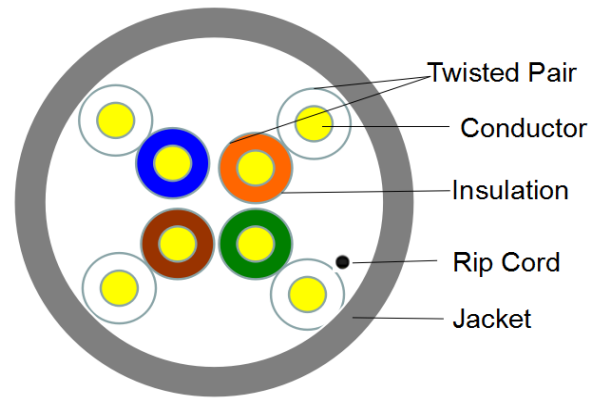 Twisted Pair
Conductor
Insulation
Rip Cord
Jacket